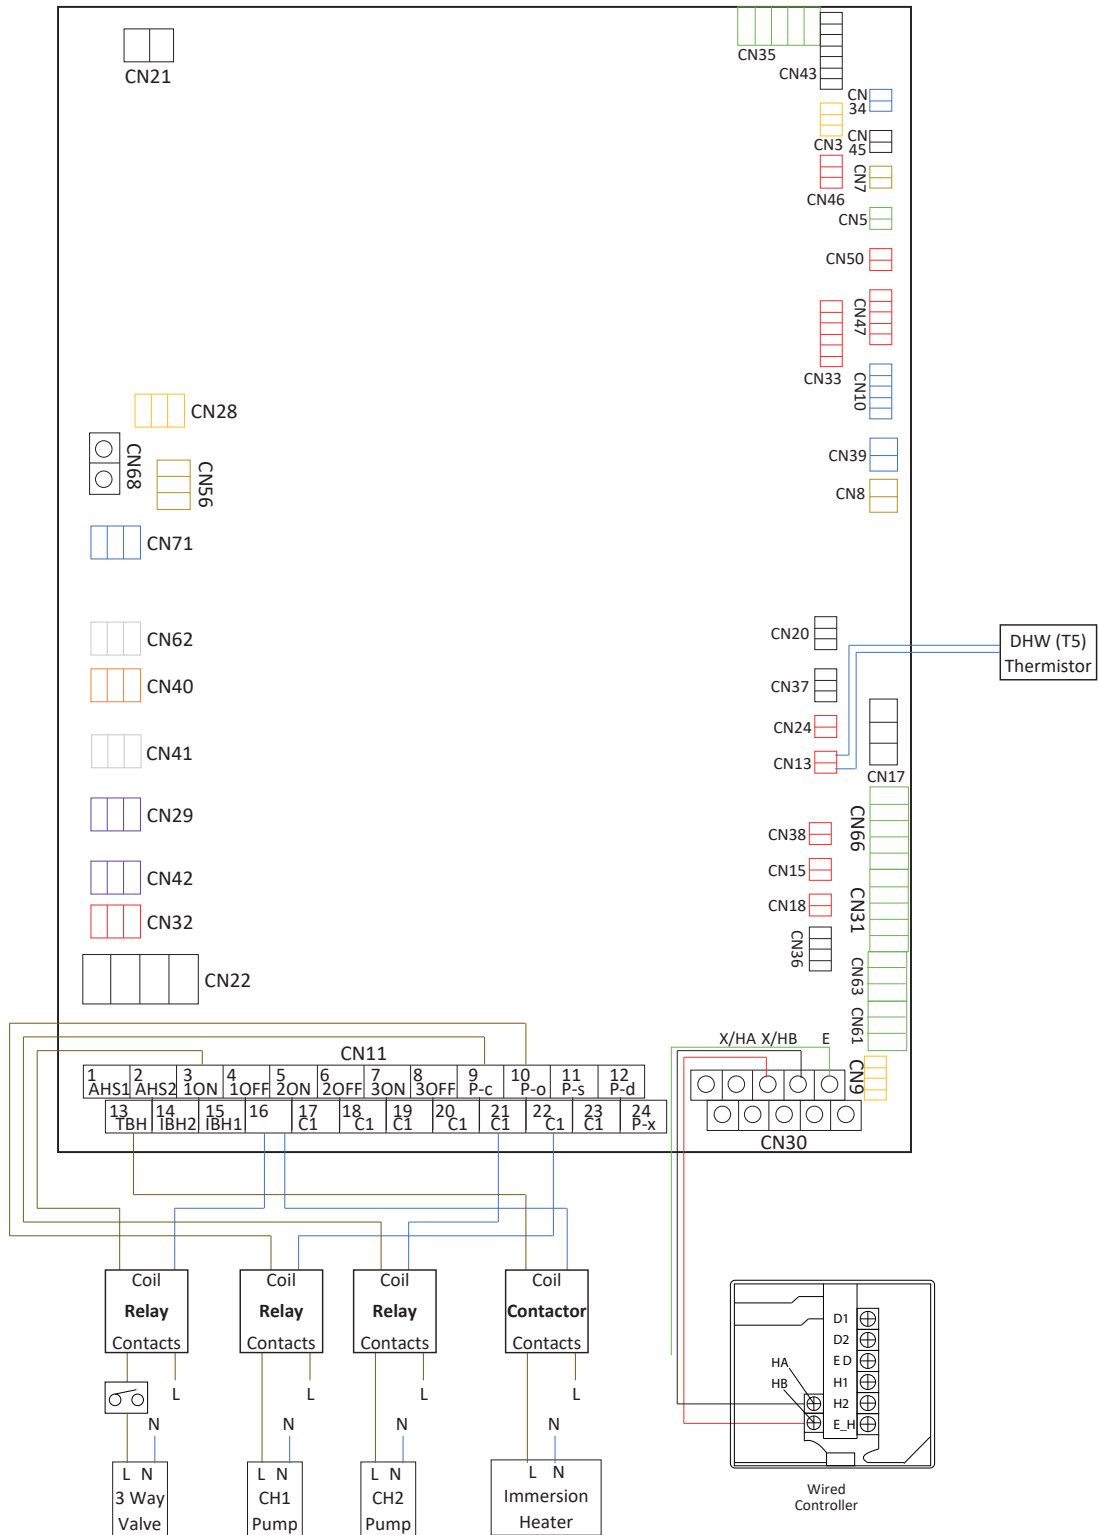 CN21
CN35
CN43
CN
34
CN3
CN
45
CN46
CN7
CN5
CN50
CN47
CN33
CN10
CN28
CN68
CN56
CN39
CN8
CN71
CN62
CN20
DHW (T5)
Thermistor
CN40
CN37
CN24
CN41
CN13
CN17
CN29
CN66
CN38
CN42
CN15
CN32
CN18
CN31
CN36
CN22
CN63
CN61
X/HA X/HB E
CN11
CN9
1 2 3 4 5 6 7 8 9 10 11 12
AHS1 AHS2 1ON 1OFF 2ON 2OFF 3ON 3OFF P-c P-o P-s P-d
13 14 15 16 17 18 19 20 21 22 23 24
TBH IBH2 IBH1 C1 C1 C1 C1 C1 C1 C1 P-x
CN30
Coil Coil Coil Coil
Relay Relay Relay Contactor
Contacts Contacts Contacts Contacts
L L L L
N N N N
L N L N L N L N
3 Way
Valve
CH1
Pump
CH2
Pump
Immersion
Heater
D1
D2
E D
H1
H2
E_H
HA
HB
Wired
Controller